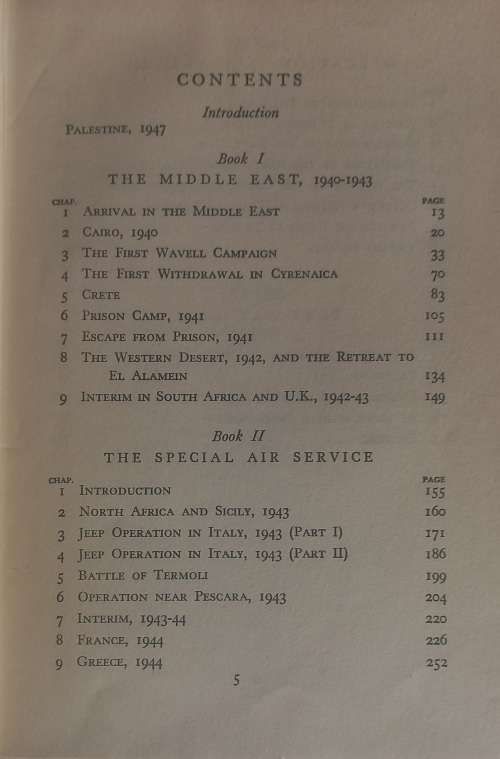 CONTENTS
Introduction
PALESTINE, 1947
Book I
THE MIDDLE EAST, 1940-1943
CHAP. PAGE
1 ARRIVAL IN THE MIDDLE EAST 13
2 CAIRO, 1940 20
3 THE FIRST WAVELL CAMPAIGN 33
4 THE FIRST WITHDRAWAL IN CYRENAICA 70
5 CRETE 83
6 PRISON CAMP, 1941 105
7 ESCAPE FROM PRISON, 1941 111
8 THE WESTERN DESERT, 1942, AND THE RETREAT TO
EL ALAMEIN 134
9 INTERIM IN SOUTH AFRICA AND U.K., 1942-43 149
Book II
THE SPECIAL AIR SERVICE
CHAP. PAGE
1 INTRODUCTION 155
2 NORTH AFRICA AND SICILY, 1943 160
3 JEEP OPERATION IN ITALY, 1943 (PART I) 171
4 JEEP OPERATION IN ITALY, 1943 (PART II) 186
5 BATTLE OF TERMOLI 199
6 OPERATION NEAR PESCARA, 1943 204
7 INTERIM, 1943-44 220
8 FRANCE, 1944 226
9 GREECE, 1944 252
5